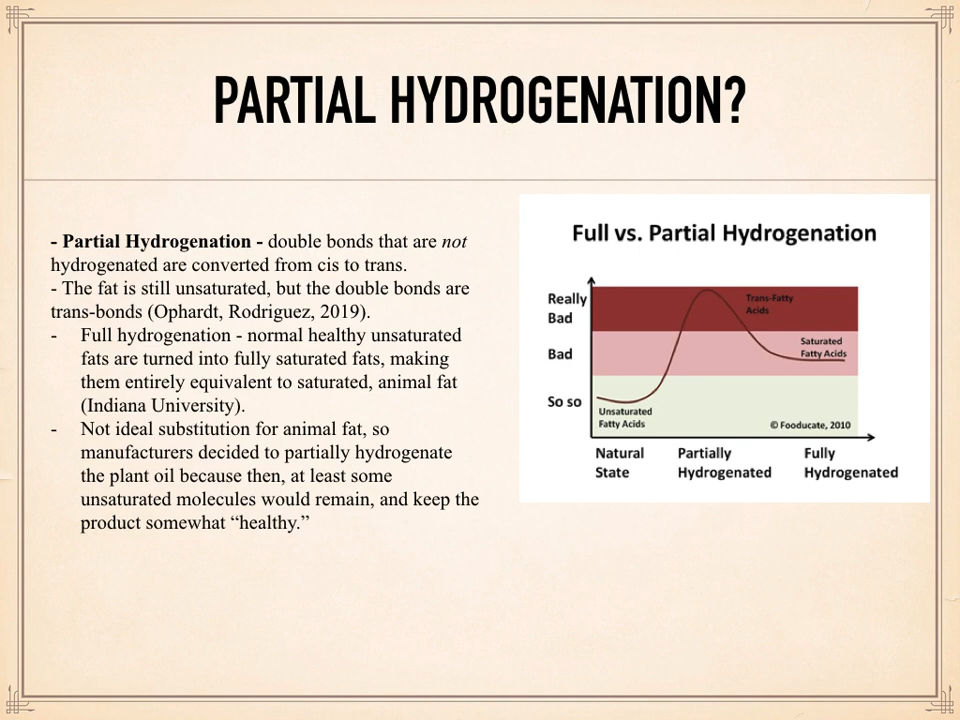 PARTIAL HYDROGENATION?
- Partial Hydrogenation - double bonds that are not
hydrogenated are converted from cis to trans.
- The fat is still unsaturated, but the double bonds are
trans-bonds (Ophardt, Rodriguez, 2019).
- Full hydrogenation - normal healthy unsaturated
fats are turned into fully saturated fats, making
them entirely equivalent to saturated, animal fat
(Indiana University).
- Not ideal substitution for animal fat, so
manufacturers decided to partially hydrogenate
the plant oil because then, at least some
unsaturated molecules would remain, and keep the
product somewhat “healthy.”
Full vs. Partial Hydrogenation
Really
Bad
Bad
So so
Trans-Fatty
Acids
Saturated
Fatty Acids
Unsaturated
Fatty Acids
© Fooducate, 2010
Natural
State
Partially
Hydrogenated
Fully
Hydrogenated